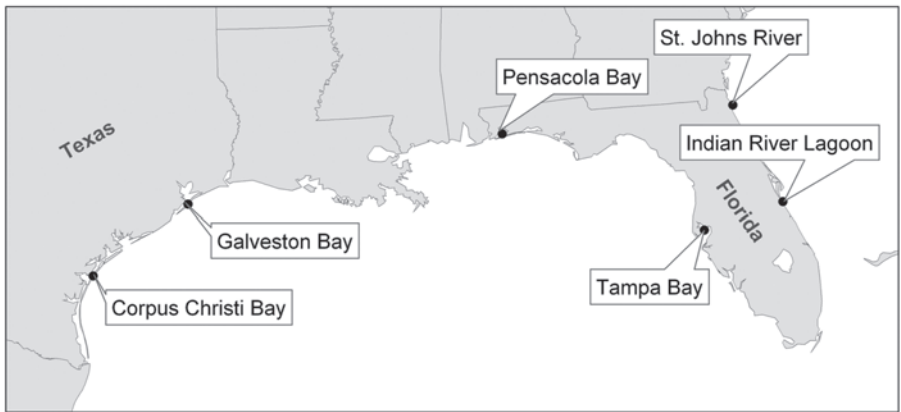 St. Johns River
Pensacola Bay
Texas
Indian River Lagoon
Florida
Galveston Bay
Tampa Bay
Corpus Christi Bay